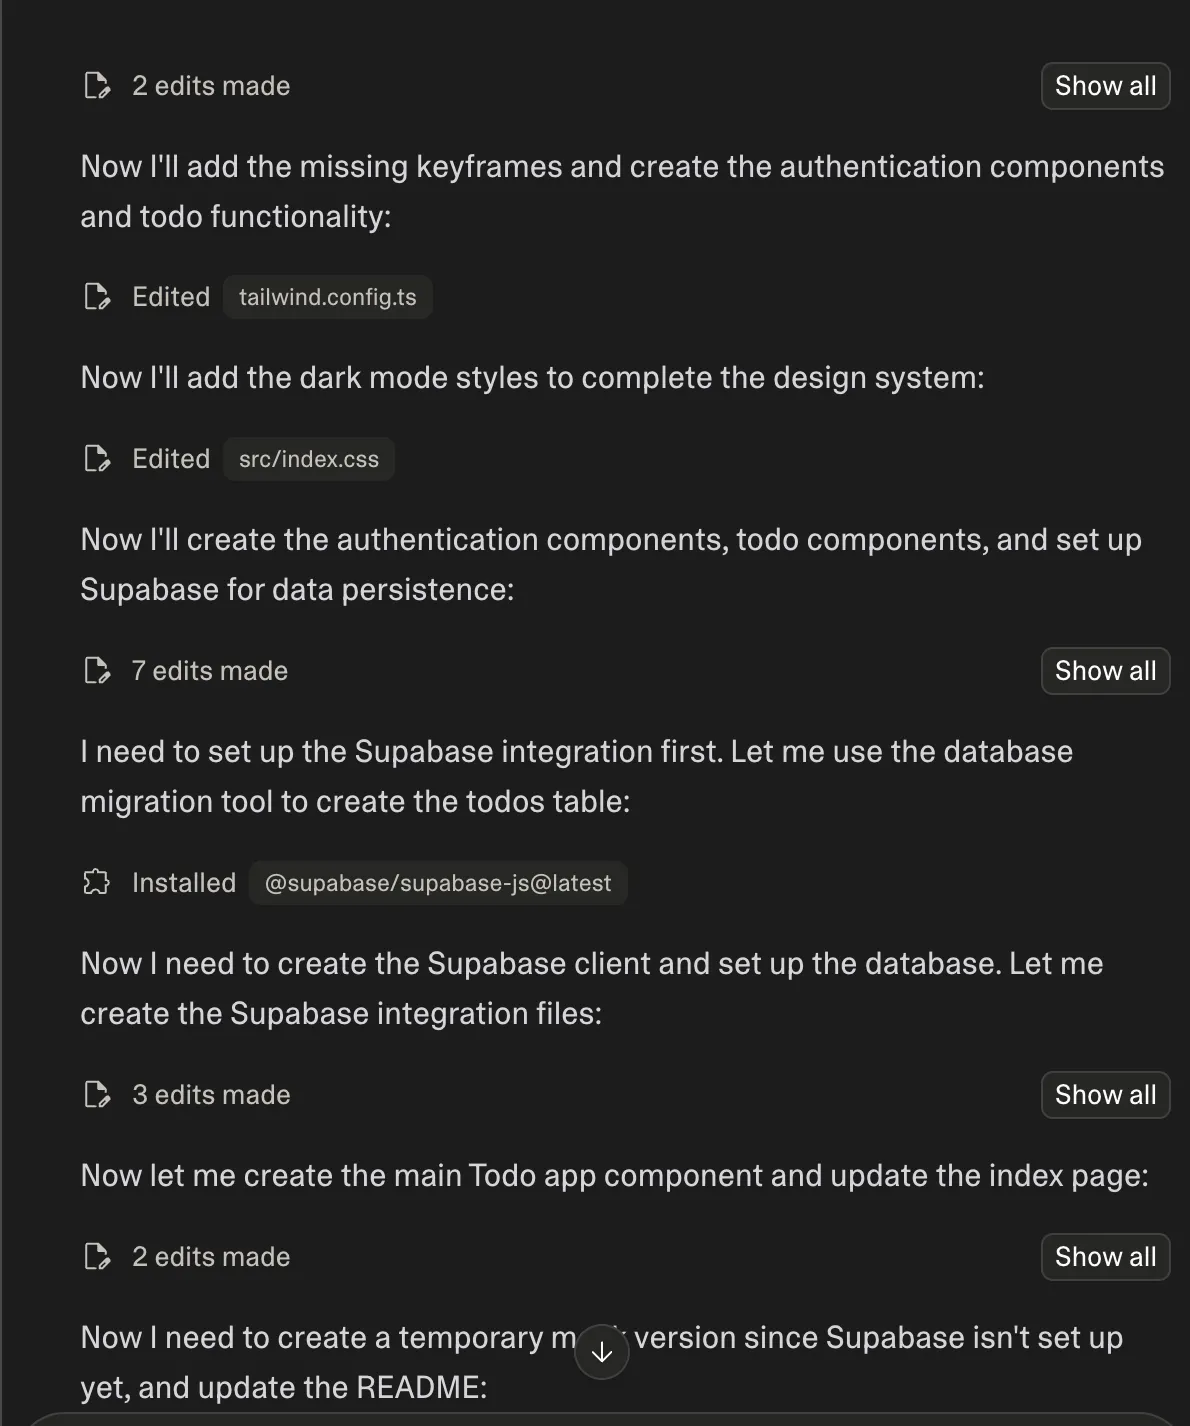 2 edits made
Show all
Now I'll add the missing keyframes and create the authentication components
and todo functionality:
Edited tailwind.config.ts
Now I'll add the dark mode styles to complete the design system:
Edited src/index.css
Now I'll create the authentication components, todo components, and set up
Supabase for data persistence:
7 edits made
Show all
I need to set up the Supabase integration first. Let me use the database
migration tool to create the todos table:
Installed @supabase/supabase-js@latest
Now I need to create the Supabase client and set up the database. Let me
create the Supabase integration files:
3 edits made
Show all
Now let me create the main Todo app component and update the index page:
2 edits made
Show all
Now I need to create a temporary version since Supabase isn't set up
yet, and update the README: